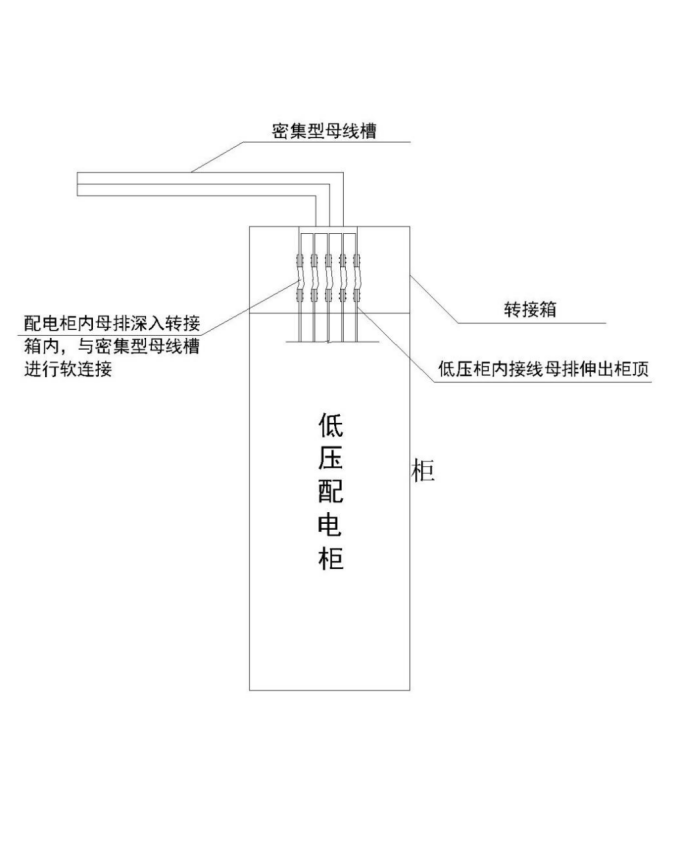 密集型母线槽
转接箱
配电柜内母排深入转接
箱内，与密集型母线槽
进行软连接
低压柜内接线母排伸出柜顶
低
压
配
电
柜
柜